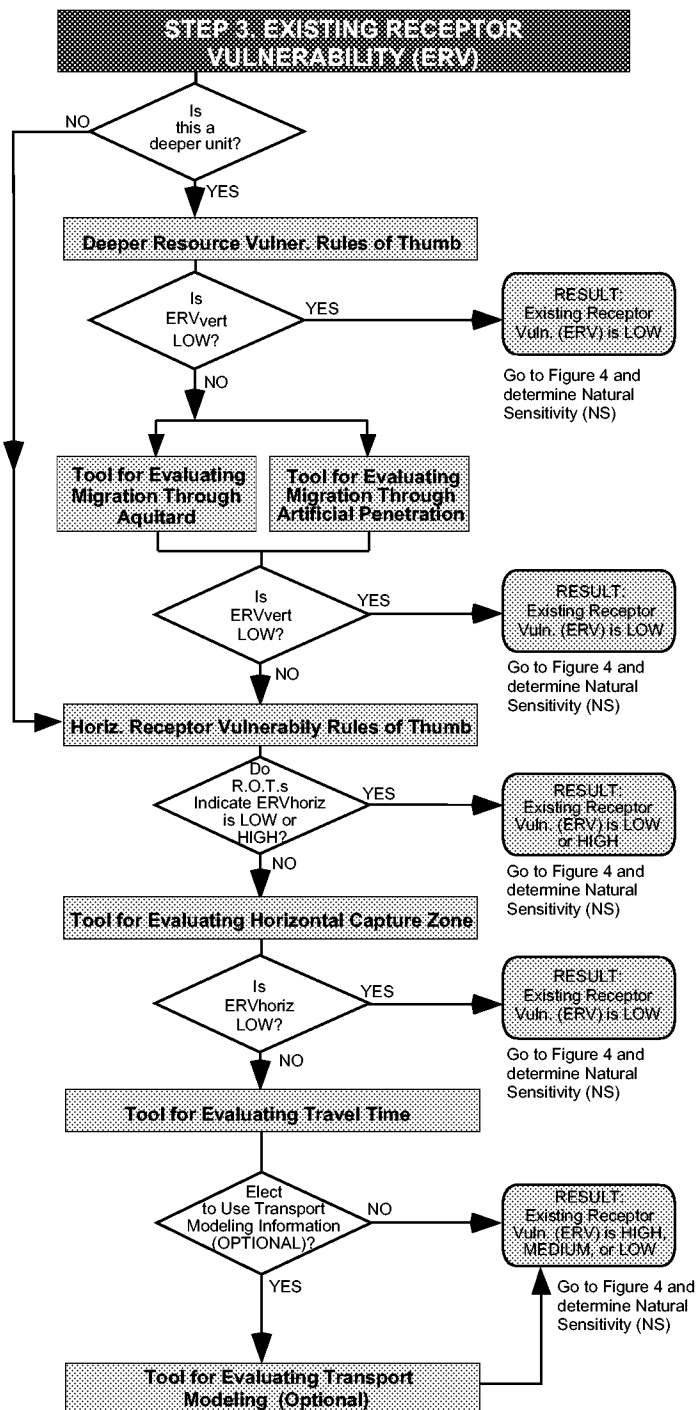 STEP 3. EXISTING RECEPTOR
VULNERABILITY (ERV)
Is
this a
deeper unit?
NO
YES
Deeper Resource Vulner. Rules of Thumb
Is
ERVvert
LOW?
YES
RESULT:
Existing Receptor
Vuln. (ERV) is LOW
Go to Figure 4 and
determine Natural
Sensitivity (NS)
NO
Tool for Evaluating
Migration Through
Aquitard
Tool for Evaluating
Migration Through
Artificial Penetration
Is
ERVvert
LOW?
YES
RESULT:
Existing Receptor
Vuln. (ERV) is LOW
Go to Figure 4 and
determine Natural
Sensitivity (NS)
NO
Horiz. Receptor Vulnerabily Rules of Thumb
Do
R.O.T.s
Indicate ERVhoriz
is LOW or
HIGH?
YES
RESULT:
Existing Receptor
Vuln. (ERV) is LOW
or HIGH
Go to Figure 4 and
determine Natural
Sensitivity (NS)
NO
Tool for Evaluating Horizontal Capture Zone
Is
ERVhoriz
LOW?
YES
RESULT:
Existing Receptor
Vuln. (ERV) is LOW
Go to Figure 4 and
determine Natural
Sensitivity (NS)
NO
Tool for Evaluating Travel Time
Elect
to Use Transport
Modeling Information
(OPTIONAL)?
NO
RESULT:
Existing Receptor
Vuln. (ERV) is HIGH,
MEDIUM, or LOW
Go to Figure 4 and
determine Natural
Sensitivity (NS)
YES
Tool for Evaluating Transport
Modeling (Optional)